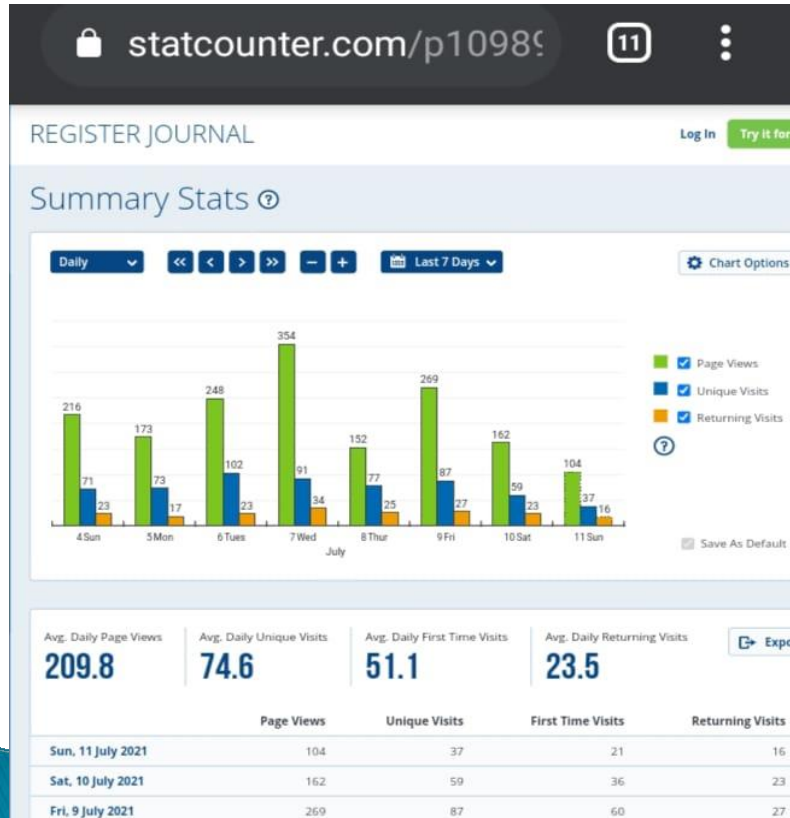 statcounter.com/p1098
11
REGISTER JOURNAL
Log In
Try it for
Summary Stats ?
Daily
<< < > >> − +
Last 7 Days
Chart Options
354
269
248
216
173
152
162
104
71
73
102
91
77
87
59
37
23
17
23
34
25
27
23
16
4 Sun 5 Mon 6 Tues 7 Wed 8 Thur 9 Fri 10 Sat 11 Sun
July
Page Views
Unique Visits
Returning Visits
?
Save As Default
Avg. Daily Page Views Avg. Daily Unique Visits Avg. Daily First Time Visits Avg. Daily Returning Visits
209.8 74.6 51.1 23.5
Expo
Page Views Unique Visits First Time Visits Returning Visits
Sun, 11 July 2021 104 37 21 16
Sat, 10 July 2021 162 59 36 23
Fri, 9 July 2021 269 87 60 27